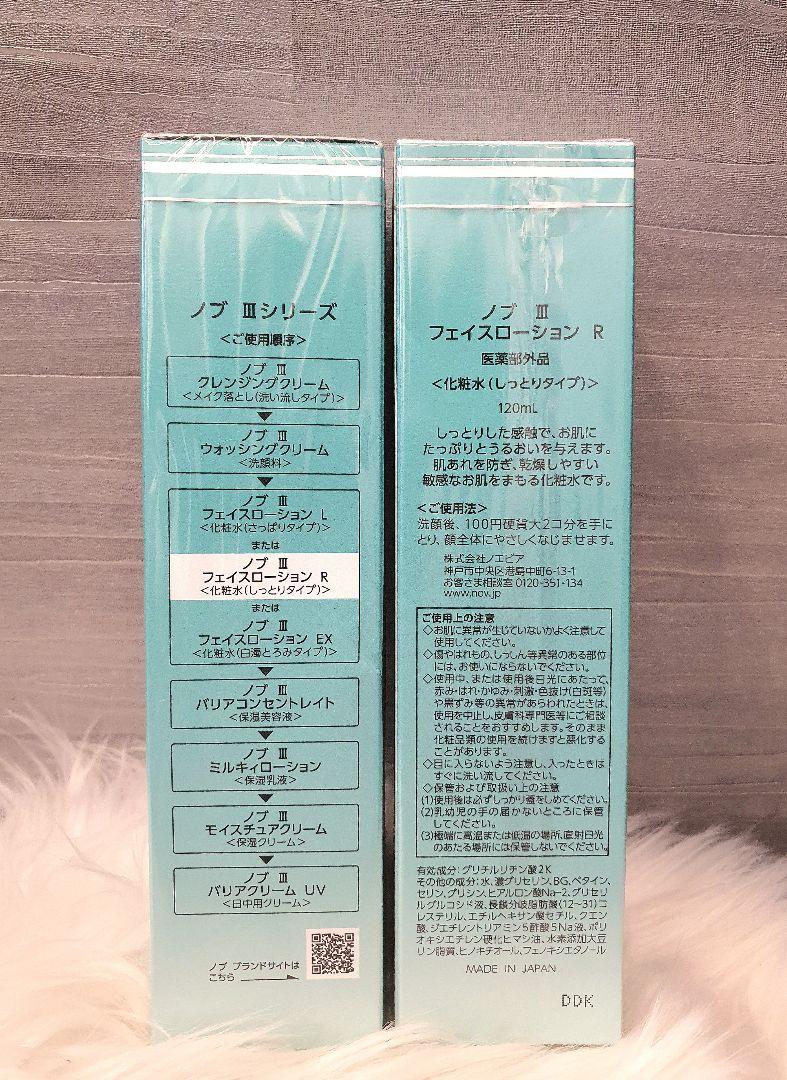 ノブ Ⅲシリーズ
<ご使用順序>
ノブ Ⅲ
クレンジングクリーム
<メイク落とし(洗い流しタイプ)>
ノブ Ⅲ
ウォッシングクリーム
<洗顔料>
ノブ Ⅲ
フェイスローション L
<化粧水(さっぱりタイプ)>
または
ノブ Ⅲ
フェイスローション R
<化粧水(しっとりタイプ)>
または
ノブ Ⅲ
フェイスローション EX
<化粧水(白濁とろみタイプ)>
ノブ Ⅲ
バリアコンセントレイト
<保湿美容液>
ノブ Ⅲ
ミルキィローション
<保湿乳液>
ノブ Ⅲ
モイスチュアクリーム
<保湿クリーム>
ノブ Ⅲ
バリアクリーム UV
<日中用クリーム>
ノブ ブランドサイトは
こちら
ノブ Ⅲ
フェイスローション R
医薬部外品
<化粧水(しっとりタイプ)>
120mL
しっとりした感触で、お肌に
たっぷりとうるおいを与えます。
肌あれを防ぎ、乾燥しやすい
敏感なお肌をまもる化粧水です。
<ご使用法>
洗顔後、100円硬貨大2コ分を手に
とり、顔全体にやさしくなじませます。
株式会社ノエビア
神戸市中央区港島中町6-13-1
お客さま相談室 0120-351-134
www.nov.jp
ご使用上の注意
◇お肌に異常が生じていないかよく注意して
使用してください。
◇傷やはれもの、しっしん等異常のある部位
には、お使いにならないでください。
◇使用中、または使用後日光にあたって、
赤み・はれ・かゆみ・刺激・色抜け(白斑等)
や黒ずみ等の異常があらわれたときは、
使用を中止し、皮膚科専門医等にご相談
されることをおすすめします。そのまま
化粧品類の使用を続けますと悪化する
ことがあります。
◇目に入らないよう注意し、入ったときは
すぐに洗い流してください。
◇保管および取扱い上の注意
(1)使用後は必ずしっかり蓋をしめてください。
(2)乳幼児の手の届かないところに保管
してください。
(3)極端に高温または低温の場所、直射日光
のあたる場所には保管しないでください。
有効成分:グリチルリチン酸2K
その他の成分:水、濃グリセリン、BG、ベタイン、
セリン、グリシン、ヒアルロン酸Na-2、グリセリ
ルグルコシド液、長鎖分岐脂肪酸(12~31)コ
レステリル、エチルヘキサン酸セチル、クエン
酸、ジエチレントリアミン5酢酸5Na液、ポリ
オキシエチレン硬化ヒマシ油、水素添加大豆
リン脂質、ヒノキチオール、フェノキシエタノール
MADE IN JAPAN
DDK